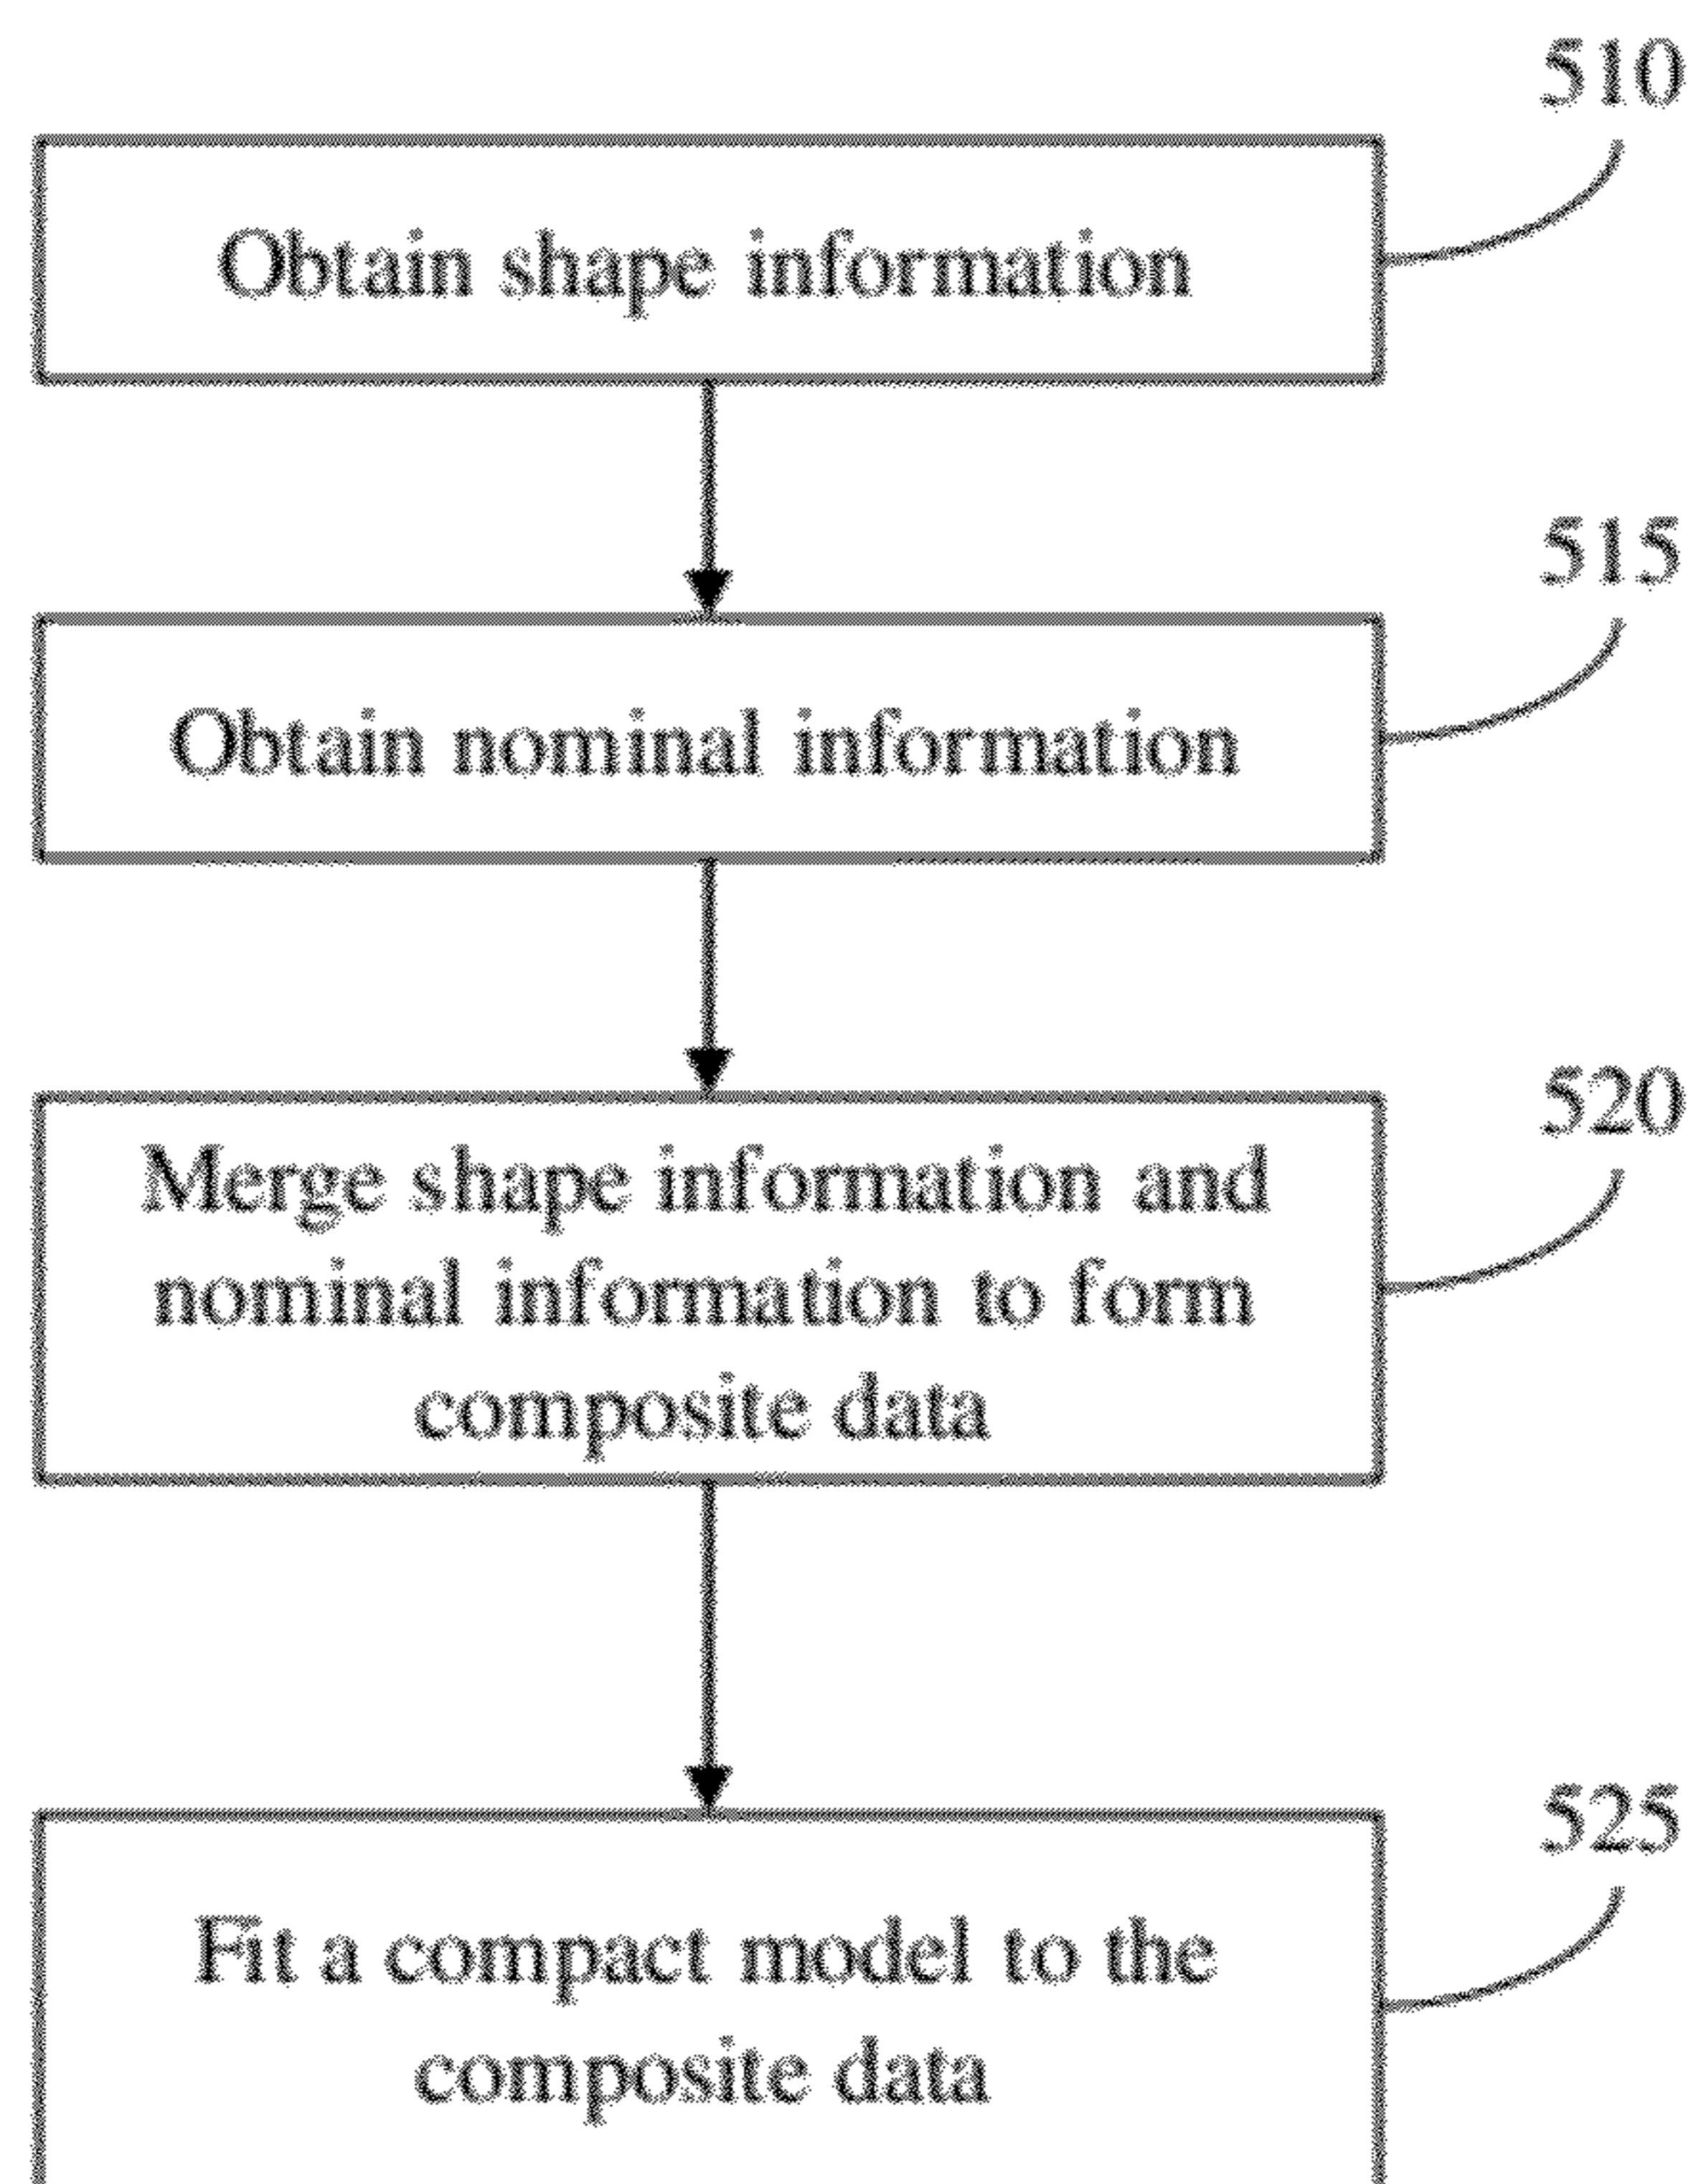 510
Obtain shape information
515
Obtain nominal information
520
Merge shape information and
nominal information to form
composite data
525
Fit a compact model to the
composite data